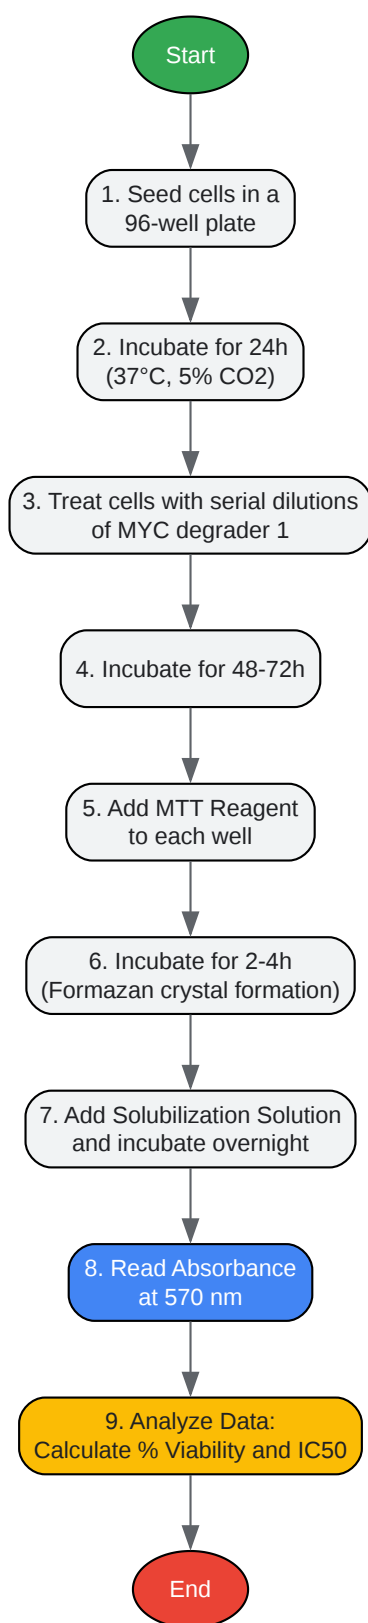 Start
1. Seed cells in a
96-well plate
2. Incubate for 24h
(37°C, 5% CO2)
3. Treat cells with serial dilutions
of MYC degrader 1
4. Incubate for 48-72h
5. Add MTT Reagent
to each well
6. Incubate for 2-4h
(Formazan crystal formation)
7. Add Solubilization Solution
and incubate overnight
8. Read Absorbance
at 570 nm
9. Analyze Data:
Calculate % Viability and IC50
End